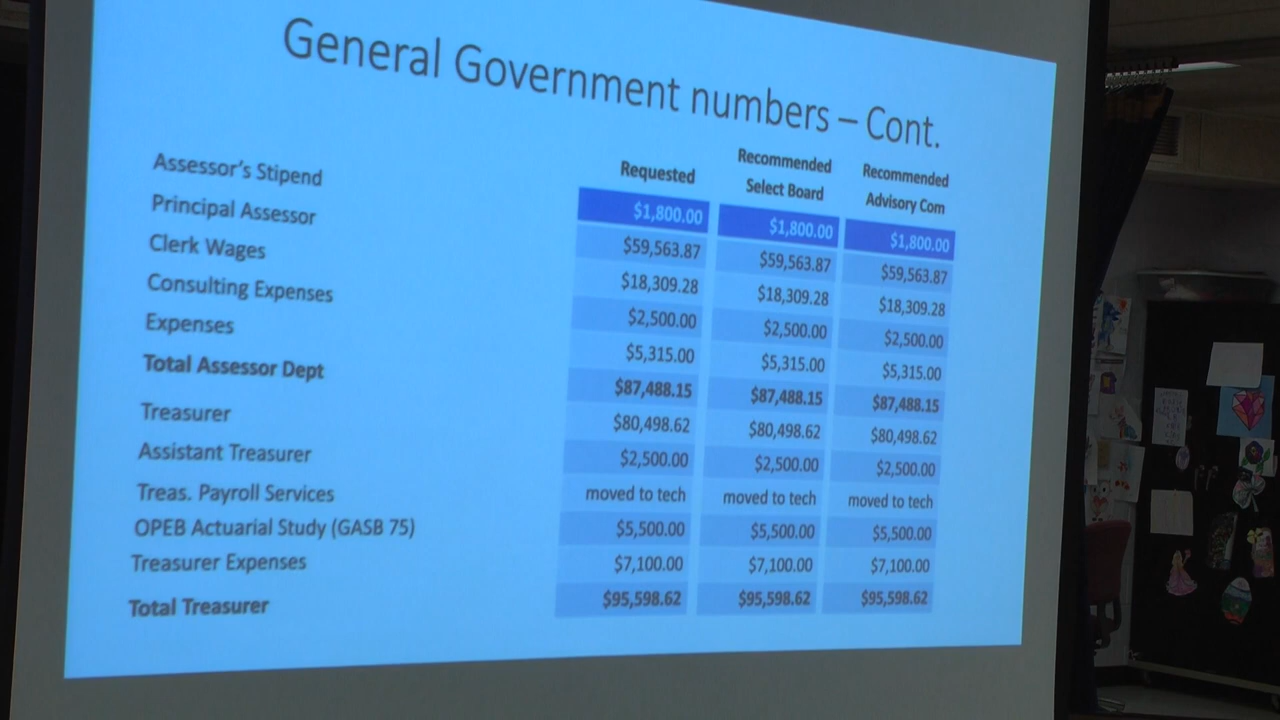 General Government numbers – Cont.
Requested Recommended Select Board Recommended Advisory Com
Assessor's Stipend $1,800.00 $1,800.00 $1,800.00
Principal Assessor $59,563.87 $59,563.87 $59,563.87
Clerk Wages $18,309.28 $18,309.28 $18,309.28
Consulting Expenses $2,500.00 $2,500.00 $2,500.00
Expenses $5,315.00 $5,315.00 $5,315.00
Total Assessor Dept $87,488.15 $87,488.15 $87,488.15
Treasurer $80,498.62 $80,498.62 $80,498.62
Assistant Treasurer $2,500.00 $2,500.00 $2,500.00
Treas. Payroll Services moved to tech moved to tech moved to tech
OPEB Actuarial Study (GASB 75) $5,500.00 $5,500.00 $5,500.00
Treasurer Expenses $7,100.00 $7,100.00 $7,100.00
Total Treasurer $95,598.62 $95,598.62 $95,598.62